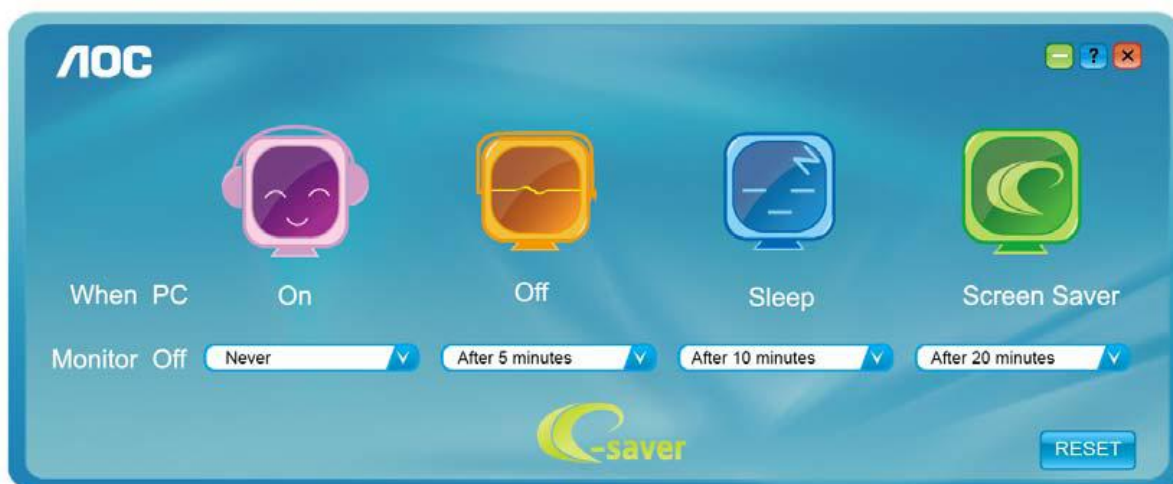 AOC
?
When PC On Off Sleep Screen Saver
Monitor Off Never After 5 minutes After 10 minutes After 20 minutes
e-saver
RESET